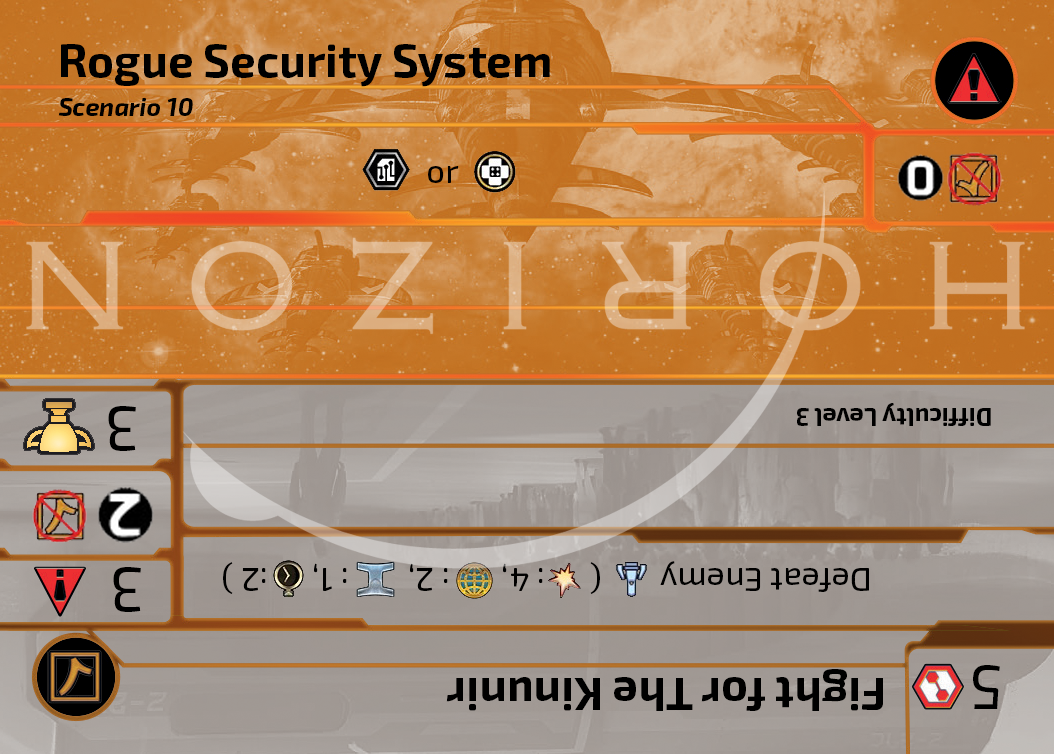 Rogue Security System
Scenario 10
or
0
HORIZON
5 Fight for The Kinunir
Defeat Enemy ( : 4, : 2, : 1, :2 )
3
2
Difficulty Level 3
3